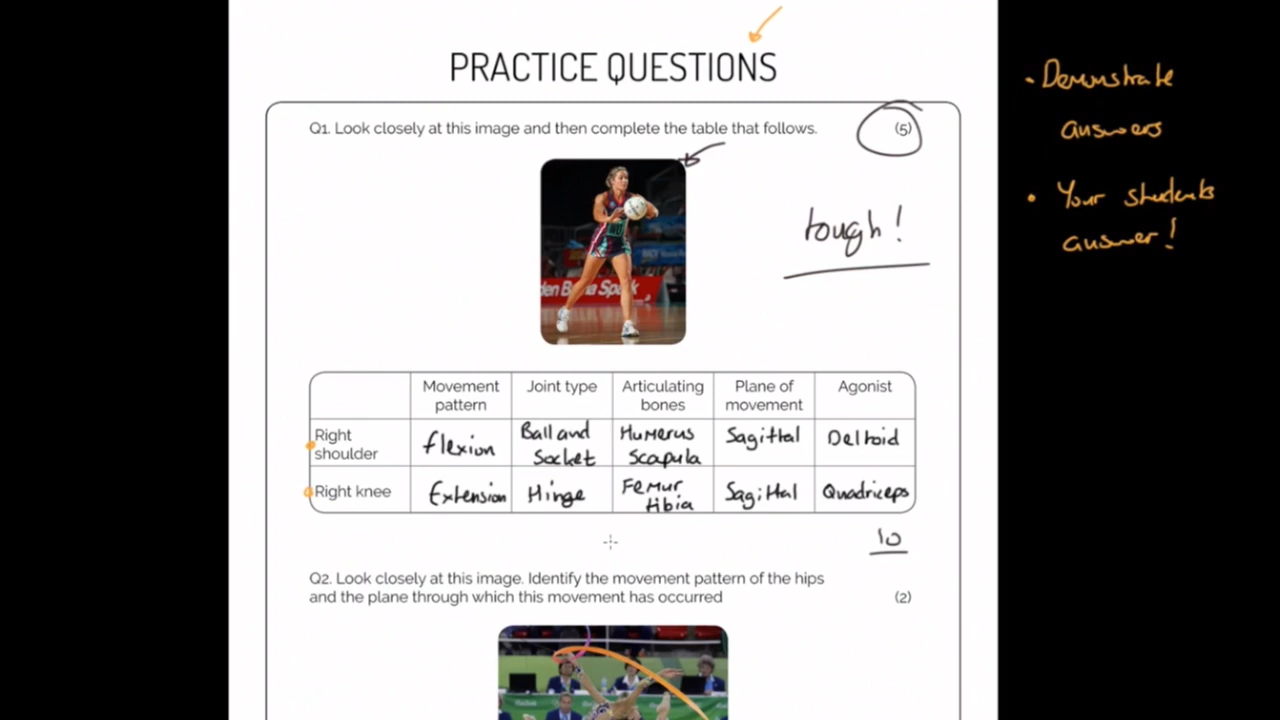 PRACTICE QUESTIONS
Q1. Look closely at this image and then complete the table that follows. (5)
tough!
Movement pattern
Joint type
Articulating bones
Plane of movement
Agonist
Right shoulder
flexion
Ball and Socket
Humerus Scapula
Sagittal
Deltoid
Right knee
Extension
Hinge
Femur tibia
Sagittal
Quadriceps
10
Q2. Look closely at this image. Identify the movement pattern of the hips
and the plane through which this movement has occurred (2)
• Demonstrate
answers
• Your students
answer!